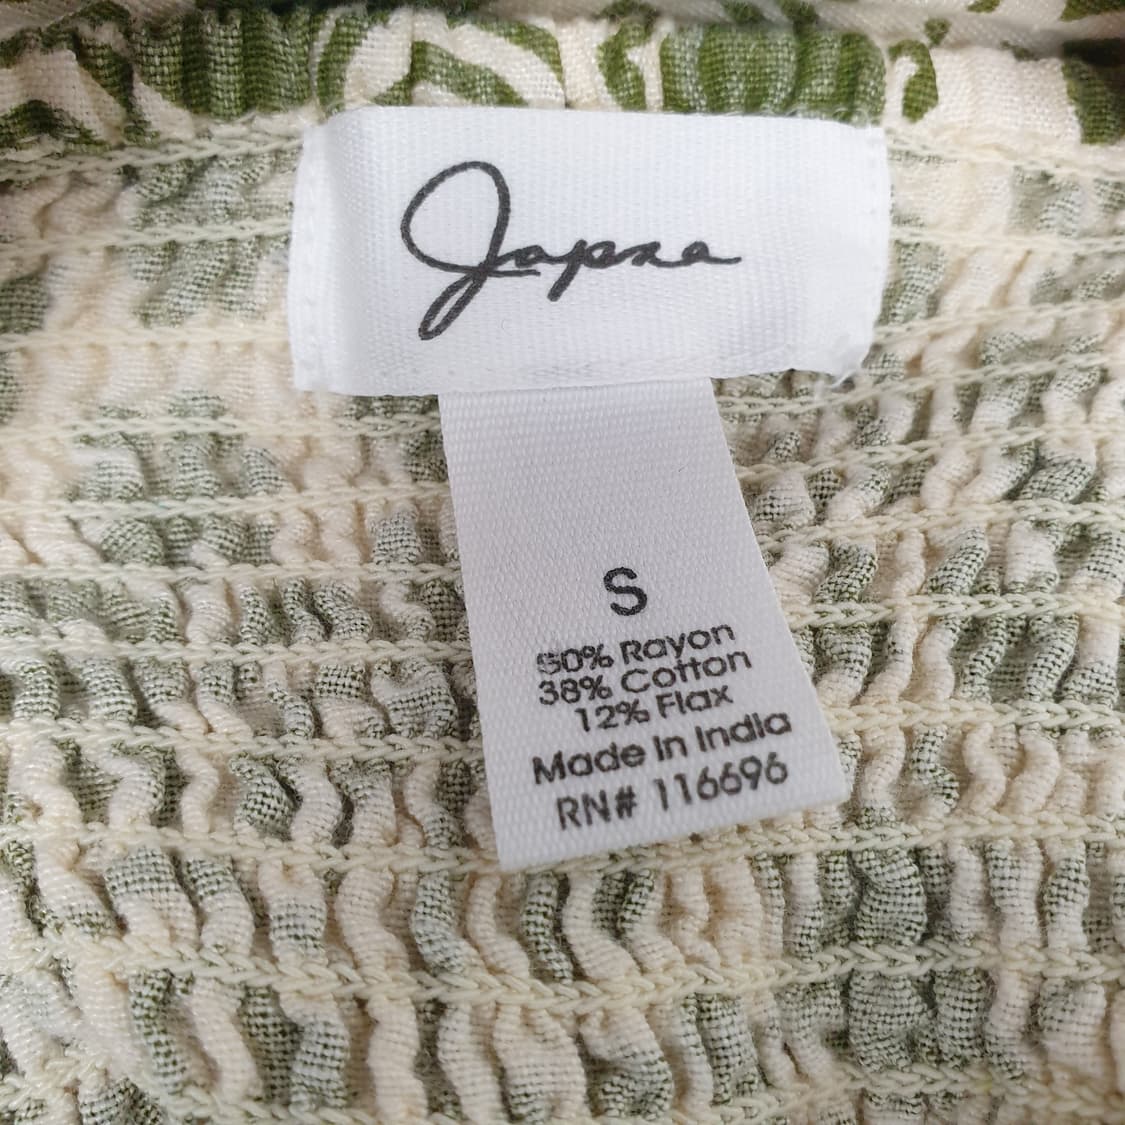 Japna
S
50% Rayon
38% Cotton
12% Flax
Made In India
RN# 116696